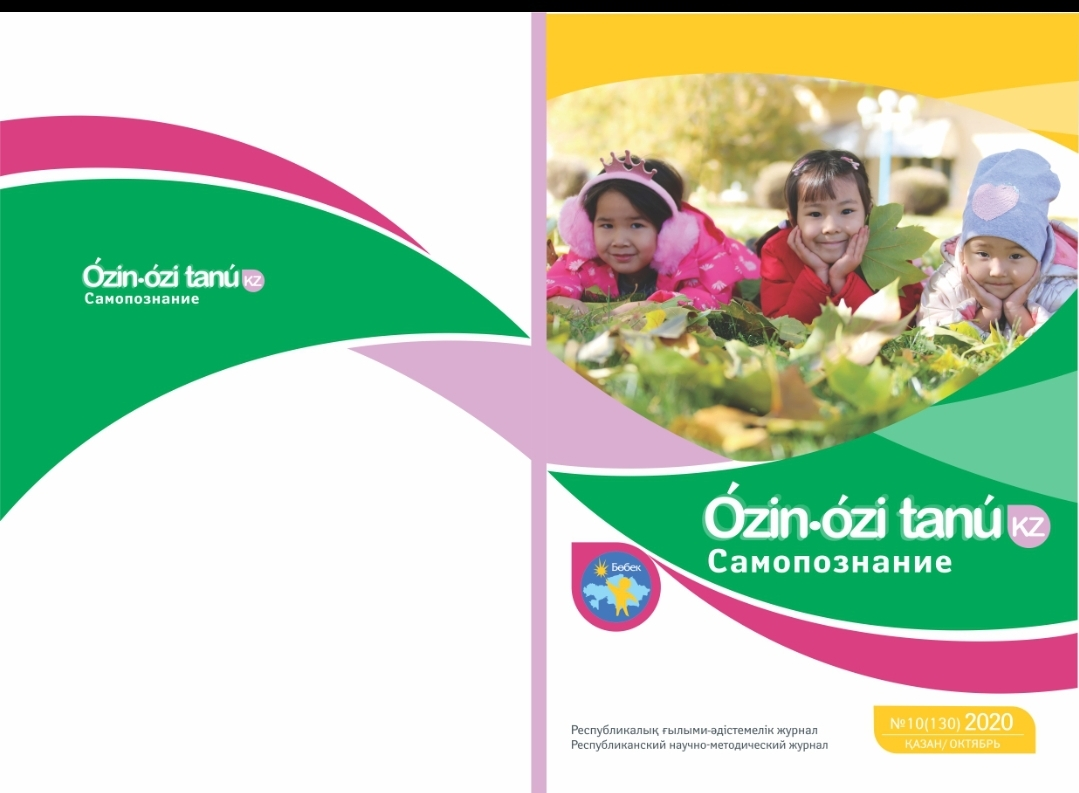 Ózin-ózi tanú KZ
Самопознание
Ózin-ózi tanú KZ
Самопознание
Бөбек
Республикалық ғылыми-әдістемелік журнал
Республиканский научно-методический журнал
№10(130) 2020
ҚАЗАН/ ОКТЯБРЬ